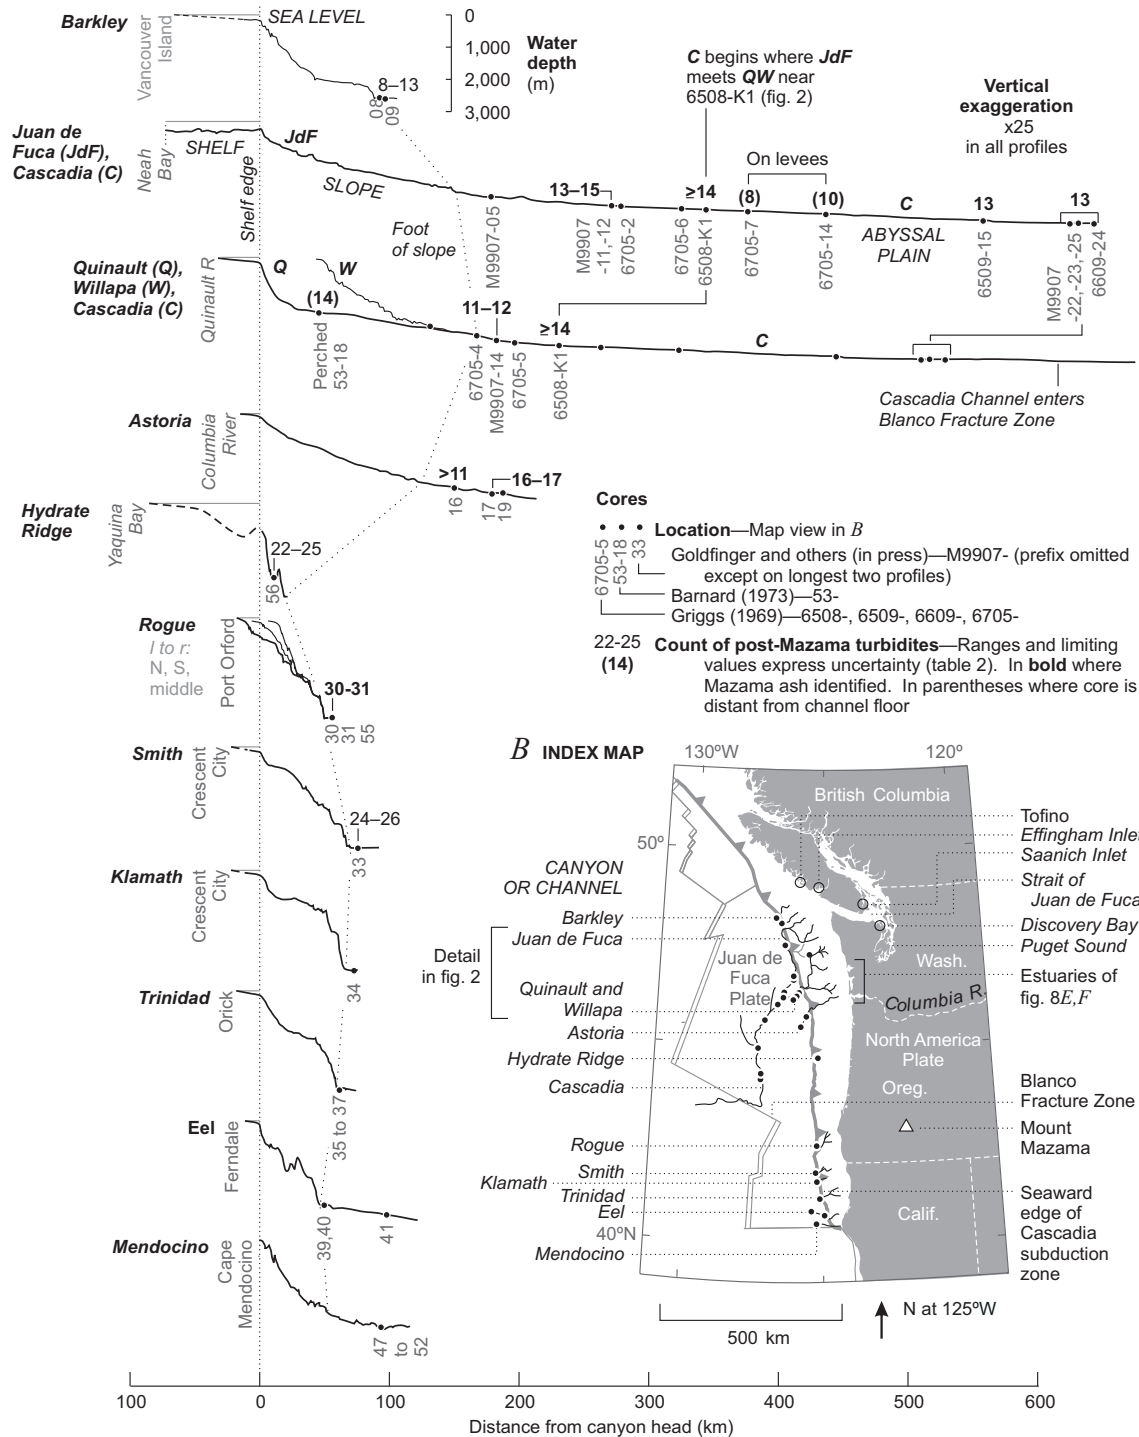 Barkley
Vancouver
Island
SEA LEVEL
0
1,000
2,000
3,000
Water
depth
(m)
8–13
08
09
C begins where JdF
meets QW near
6508-K1 (fig. 2)
Vertical
exaggeration
x25
in all profiles
Juan de
Fuca (JdF),
Cascadia (C)
Neah
Bay
SHELF
Shelf edge
JdF
SLOPE
Foot
of slope
M9907-05
13–15
M9907
-11,-12
6705-2
≥14
6705-6
6508-K1
On levees
(8)
(10)
6705-7
6705-14
C
ABYSSAL
PLAIN
13
6509-15
13
M9907
-22,-23,-25
6609-24
Quinault (Q),
Willapa (W),
Cascadia (C)
Quinault R
Q
W
(14)
Perched
53-18
11–12
6705-4
M9907-14
6705-5
≥14
6508-K1
C
Cascadia Channel enters
Blanco Fracture Zone
Astoria
Columbia
River
>11
16
16–17
17
19
Hydrate
Ridge
Yaquina
Bay
22–25
56
Rogue
l to r:
N, S,
middle
Port Orford
30-31
30
31
55
Smith
Crescent
City
24–26
33
Klamath
Crescent
City
34
Trinidad
Orick
35 to 37
Eel
Ferndale
39,40
41
Mendocino
Cape
Mendocino
47
to
52
100
0
100
200
300
400
500
600
Distance from canyon head (km)
Cores
Location—Map view in B
6705-5
53-18
33
Goldfinger and others (in press)—M9907- (prefix omitted
except on longest two profiles)
Barnard (1973)—53-
Griggs (1969)—6508-, 6509-, 6609-, 6705-
22-25
(14)
Count of post-Mazama turbidites—Ranges and limiting
values express uncertainty (table 2). In bold where
Mazama ash identified. In parentheses where core is
distant from channel floor
B INDEX MAP
130ºW
120º
50º
40ºN
British Columbia
Tofino
Effingham Inlet
Saanich Inlet
Strait of
Juan de Fuca
Discovery Bay
Puget Sound
Estuaries of
fig. 8E,F
Wash.
Columbia R.
North America
Plate
Oreg.
Blanco
Fracture Zone
Mount
Mazama
Calif.
Seaward
edge of
Cascadia
subduction
zone
Juan de
Fuca
Plate
CANYON
OR CHANNEL
Barkley
Juan de Fuca
Detail
in fig. 2
Quinault and
Willapa
Astoria
Hydrate Ridge
Cascadia
Rogue
Smith
Klamath
Trinidad
Eel
Mendocino
500 km
N at 125ºW